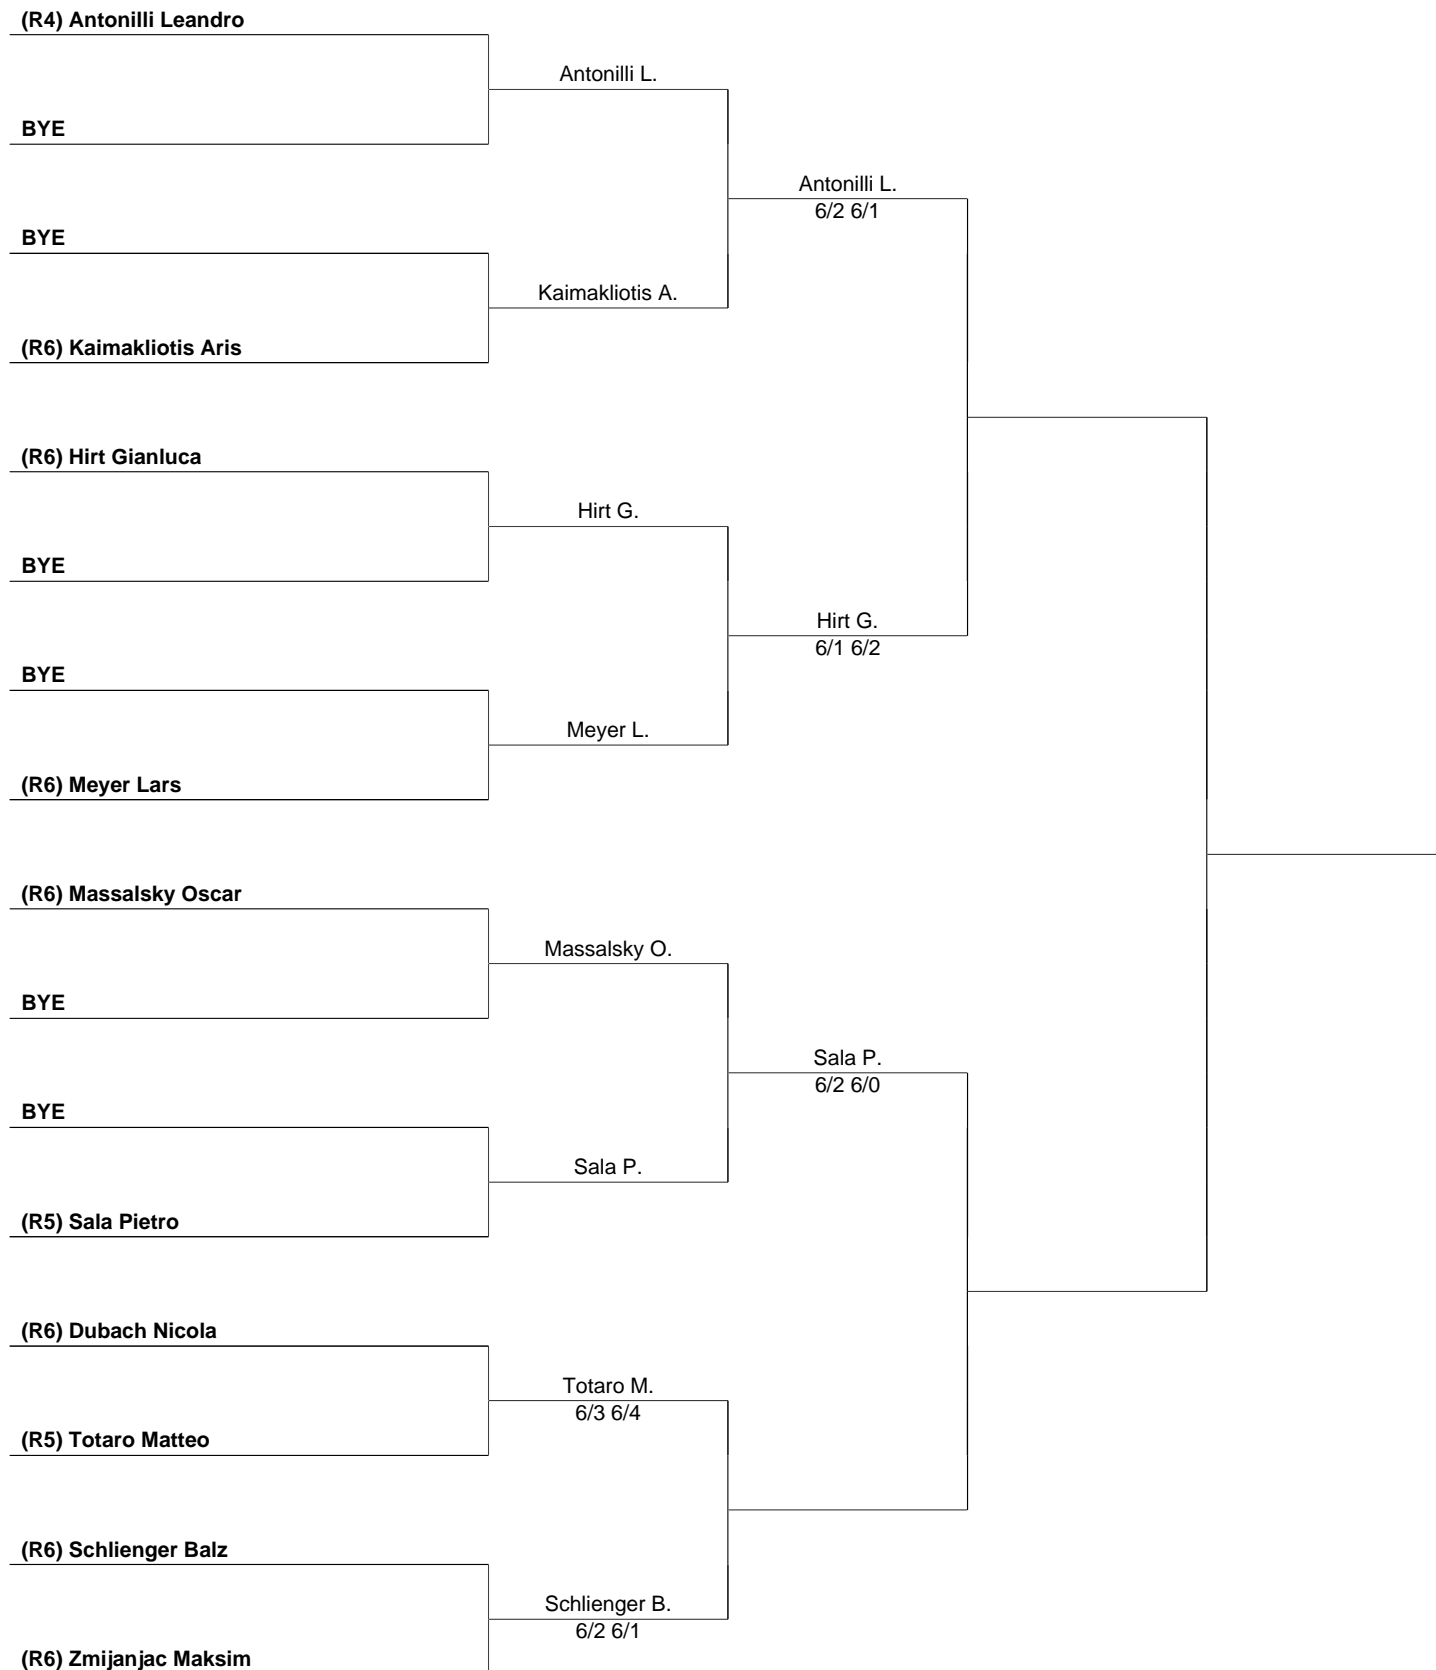 (R4) Antonilli Leandro
Antonilli L.
BYE
Antonilli L.
6/2 6/1
BYE
Kaimakliotis A.
(R6) Kaimakliotis Aris
(R6) Hirt Gianluca
Hirt G.
BYE
Hirt G.
6/1 6/2
BYE
Meyer L.
(R6) Meyer Lars
(R6) Massalsky Oscar
Massalsky O.
BYE
Sala P.
6/2 6/0
BYE
Sala P.
(R5) Sala Pietro
(R6) Dubach Nicola
Totaro M.
6/3 6/4
(R5) Totaro Matteo
(R6) Schlienger Balz
Schlienger B.
6/2 6/1
(R6) Zmijanjac Maksim